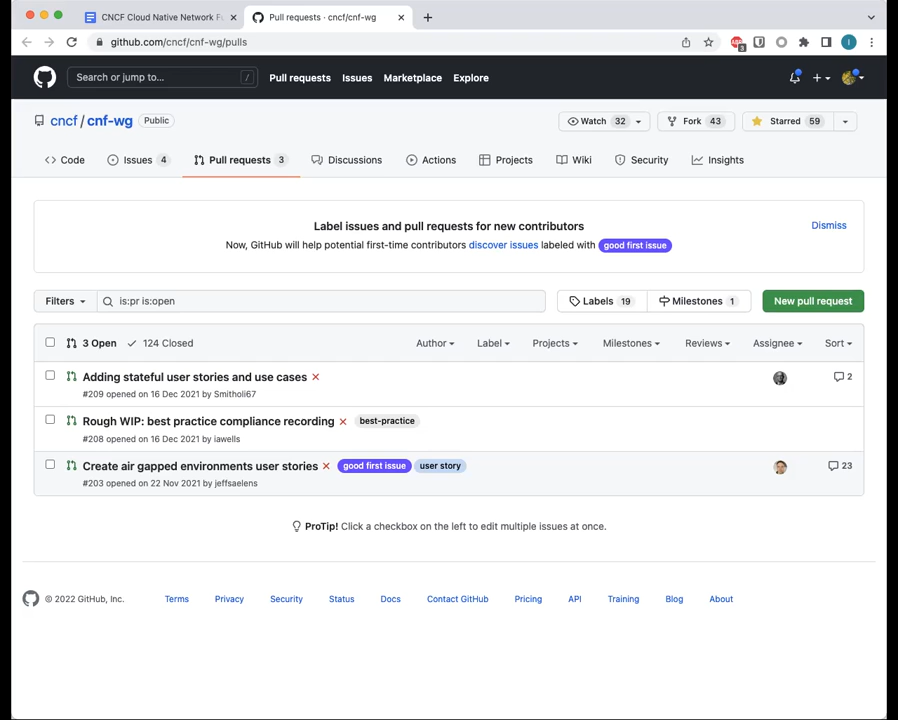 CNCF Cloud Native Network Fu
Pull requests · cncf/cnf-wg
github.com/cncf/cnf-wg/pulls
Search or jump to... /
Pull requests Issues Marketplace Explore
cncf / cnf-wg Public
Watch 32 Fork 43 Starred 59
Code Issues 4 Pull requests 3 Discussions Actions Projects Wiki Security Insights
Label issues and pull requests for new contributors
Dismiss
Now, GitHub will help potential first-time contributors discover issues labeled with good first issue
Filters is:pr is:open Labels 19 Milestones 1 New pull request
3 Open 124 Closed Author Label Projects Milestones Reviews Assignee Sort
Adding stateful user stories and use cases 2
#209 opened on 16 Dec 2021 by Smitholi67
Rough WIP: best practice compliance recording best-practice
#208 opened on 16 Dec 2021 by iawells
Create air gapped environments user stories good first issue user story 23
#203 opened on 22 Nov 2021 by jeffsaelens
ProTip! Click a checkbox on the left to edit multiple issues at once.
© 2022 GitHub, Inc. Terms Privacy Security Status Docs Contact GitHub Pricing API Training Blog About